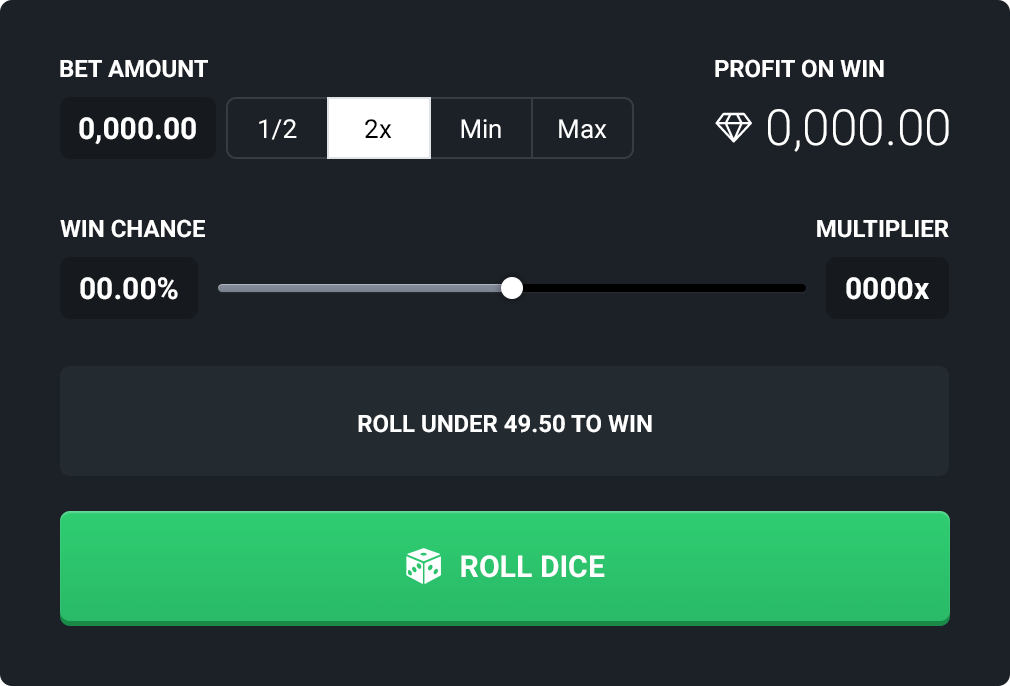 BET AMOUNT
PROFIT ON WIN
0,000.00
1/2
2x
Min
Max
0,000.00
WIN CHANCE
MULTIPLIER
00.00%
0000x
ROLL UNDER 49.50 TO WIN
ROLL DICE